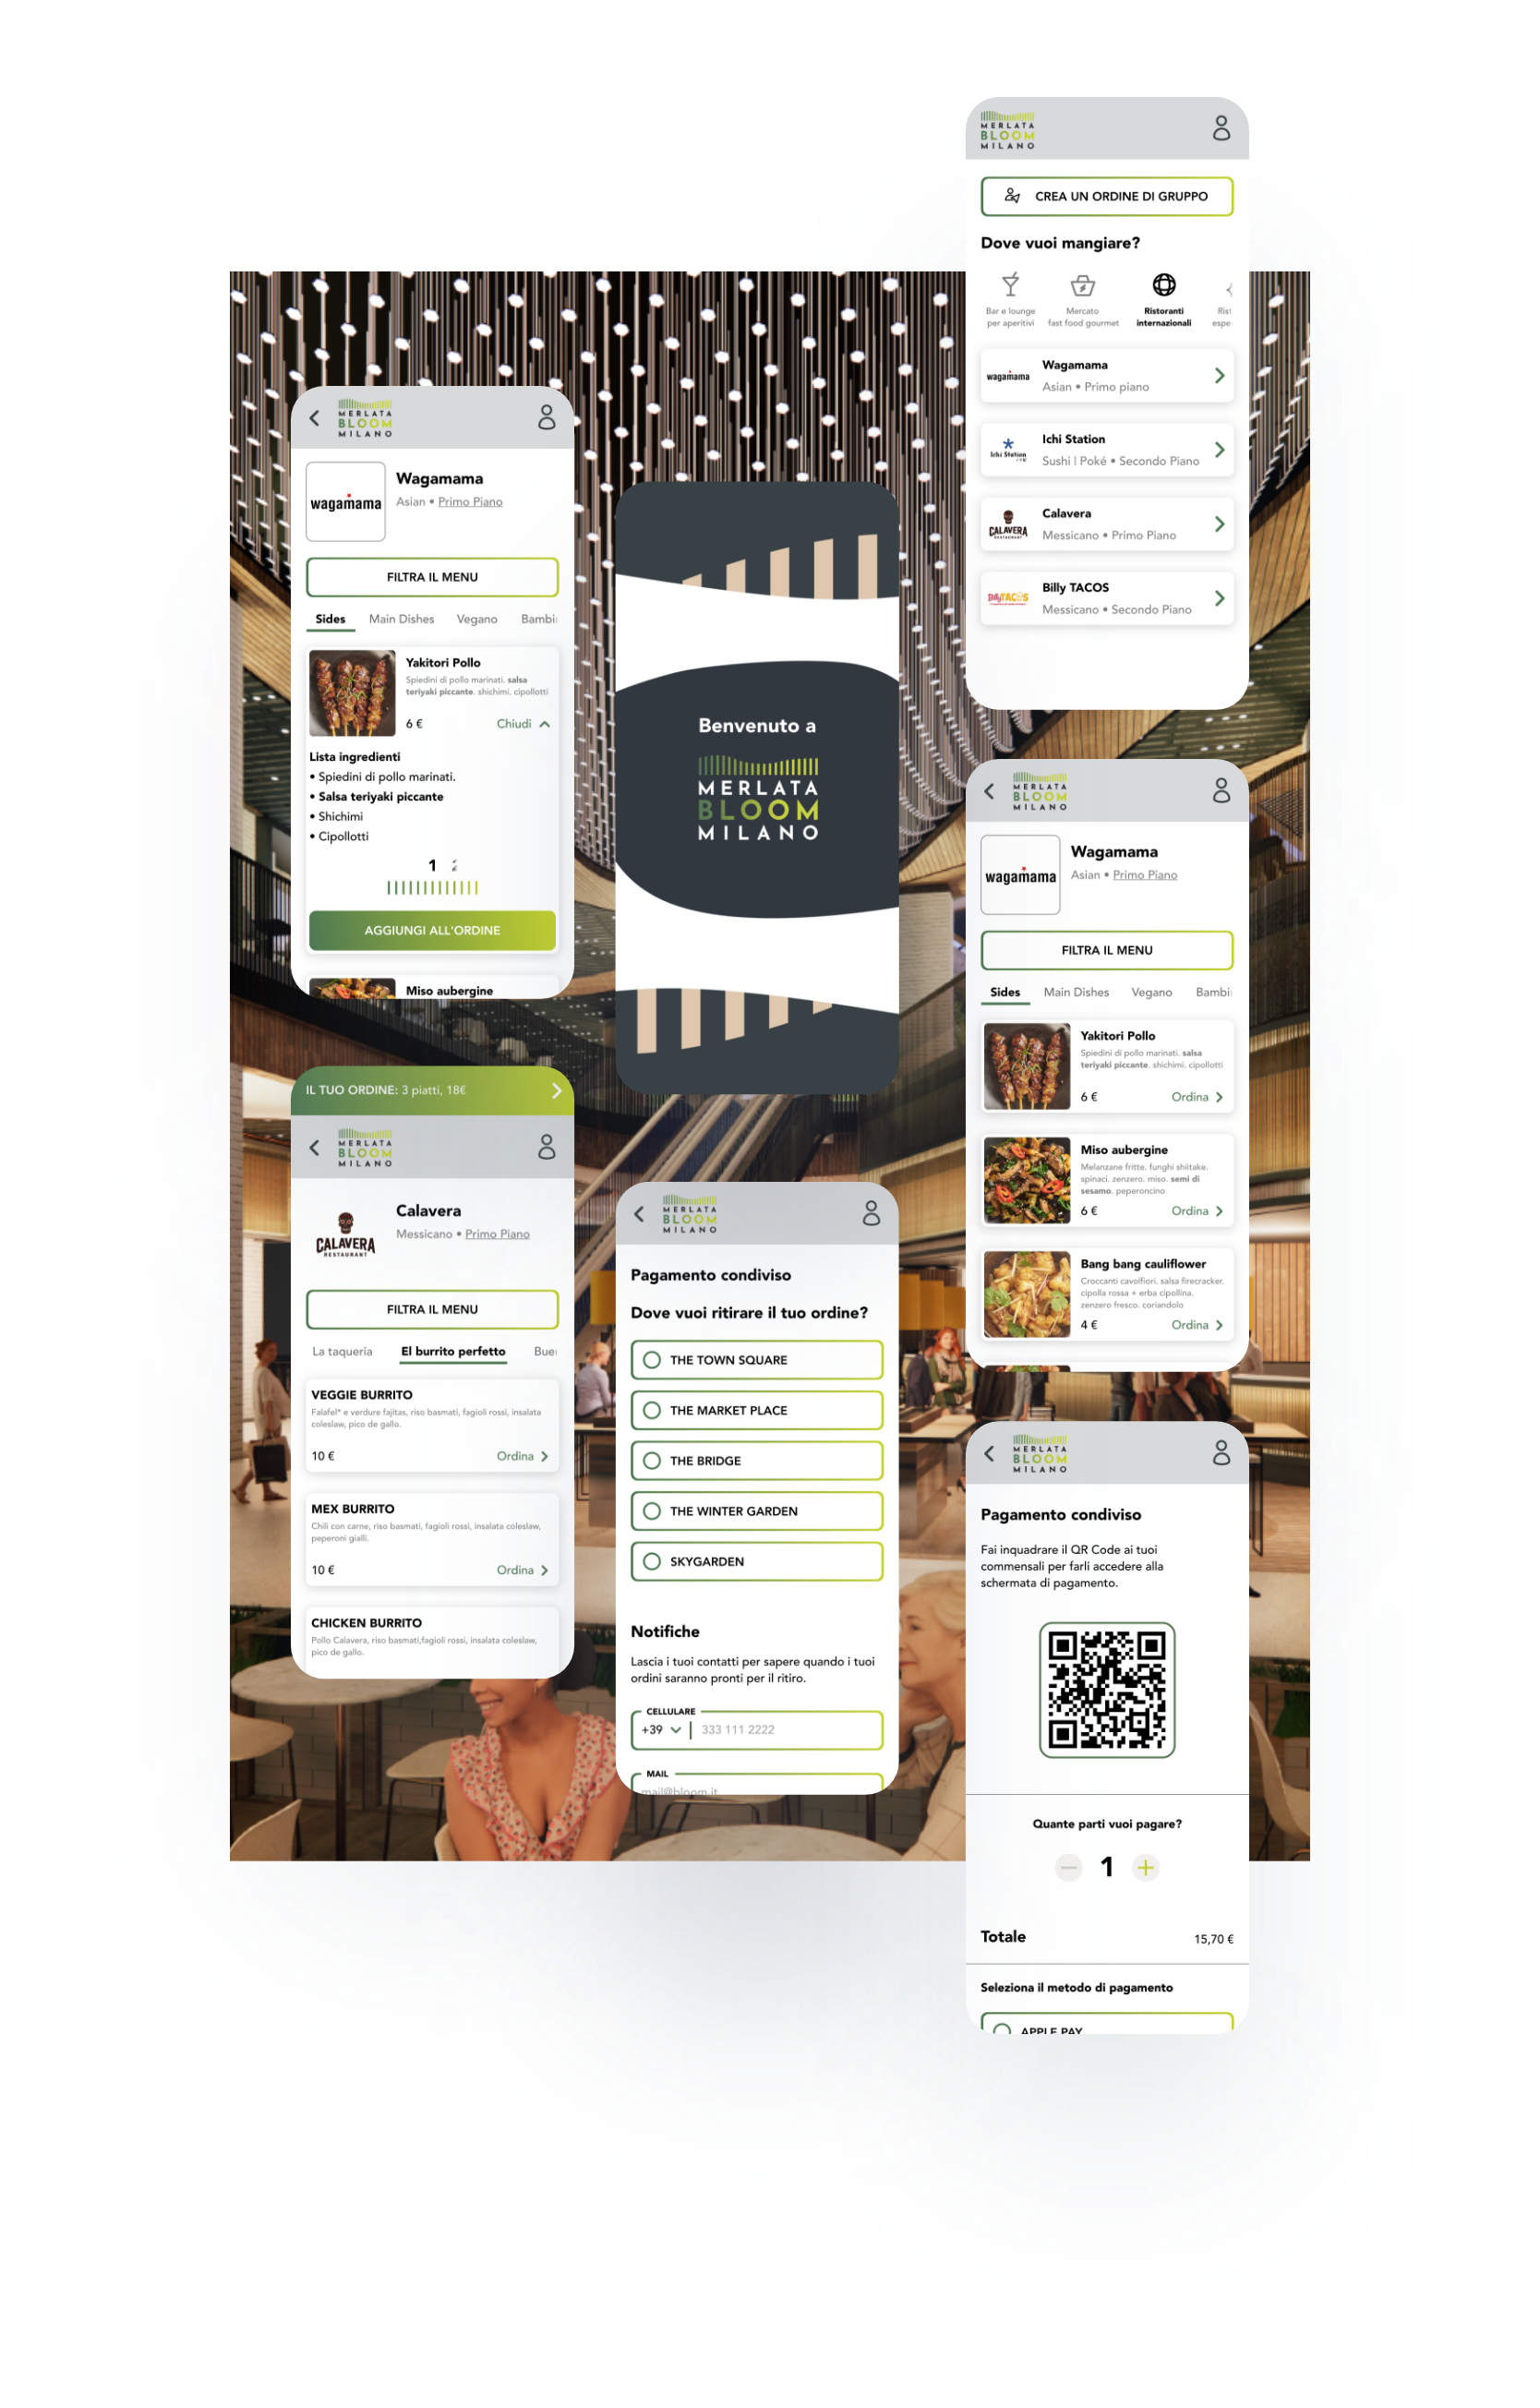 MERLATA
BLOOM
MILANO
CREA UN ORDINE DI GRUPPO
Dove vuoi mangiare?
Bar e lounge
per aperitivi
Mercato
fast food gourmet
Ristoranti
internazionali
wagamama
Wagamama
Asian • Primo piano
Ichi Station
Ichi Station
Sushi | Poké • Secondo Piano
CALAVERA
RESTAURANT
Calavera
Messicano • Primo Piano
Billy TACOS
Billy TACOS
Messicano • Secondo Piano
MERLATA
BLOOM
MILANO
wagamama
Wagamama
Asian • Primo Piano
FILTRA IL MENU
Sides Main Dishes Vegano Bambi
Yakitori Pollo
Spiedini di pollo marinati. salsa
teriyaki piccante. shichimi. cipollotti
6 € Chiudi
Lista ingredienti
• Spiedini di pollo marinati.
• Salsa teriyaki piccante
• Shichimi
• Cipollotti
1
AGGIUNGI ALL'ORDINE
Miso aubergine
Benvenuto a
MERLATA
BLOOM
MILANO
MERLATA
BLOOM
MILANO
wagamama
Wagamama
Asian • Primo Piano
FILTRA IL MENU
Sides Main Dishes Vegano Bambi
Yakitori Pollo
Spiedini di pollo marinati. salsa
teriyaki piccante. shichimi. cipollotti
6 € Ordina
Miso aubergine
Melanzane fritte. funghi shiitake.
spinaci. zenzero. miso. semi di
sesamo. peperoncino
6 € Ordina
Bang bang cauliflower
Croccanti cavolfiori. salsa firecracker.
cipolla rossa + erba cipollina.
zenzero fresco. coriandolo
4 € Ordina
IL TUO ORDINE: 3 piatti, 18€
MERLATA
BLOOM
MILANO
CALAVERA
RESTAURANT
Calavera
Messicano • Primo Piano
FILTRA IL MENU
La taqueria El burrito perfetto Bue
VEGGIE BURRITO
Falafel* e verdure fajitas, riso basmati, fagioli rossi, insalata
coleslaw, pico de gallo.
10 € Ordina
MEX BURRITO
Chili con carne, riso basmati, fagioli rossi, insalata coleslaw,
peperoni gialli.
10 € Ordina
CHICKEN BURRITO
Pollo Calavera, riso basmati,fagioli rossi, insalata coleslaw,
pico de gallo.
MERLATA
BLOOM
MILANO
Pagamento condiviso
Dove vuoi ritirare il tuo ordine?
THE TOWN SQUARE
THE MARKET PLACE
THE BRIDGE
THE WINTER GARDEN
SKYGARDEN
Notifiche
Lascia i tuoi contatti per sapere quando i tuoi
ordini saranno pronti per il ritiro.
CELLULARE
+39 333 111 2222
MAIL
mail@bloom.it
MERLATA
BLOOM
MILANO
Pagamento condiviso
Fai inquadrare il QR Code ai tuoi
commensali per farli accedere alla
schermata di pagamento.
Quante parti vuoi pagare?
1
Totale 15,70 €
Seleziona il metodo di pagamento
APPLE PAY